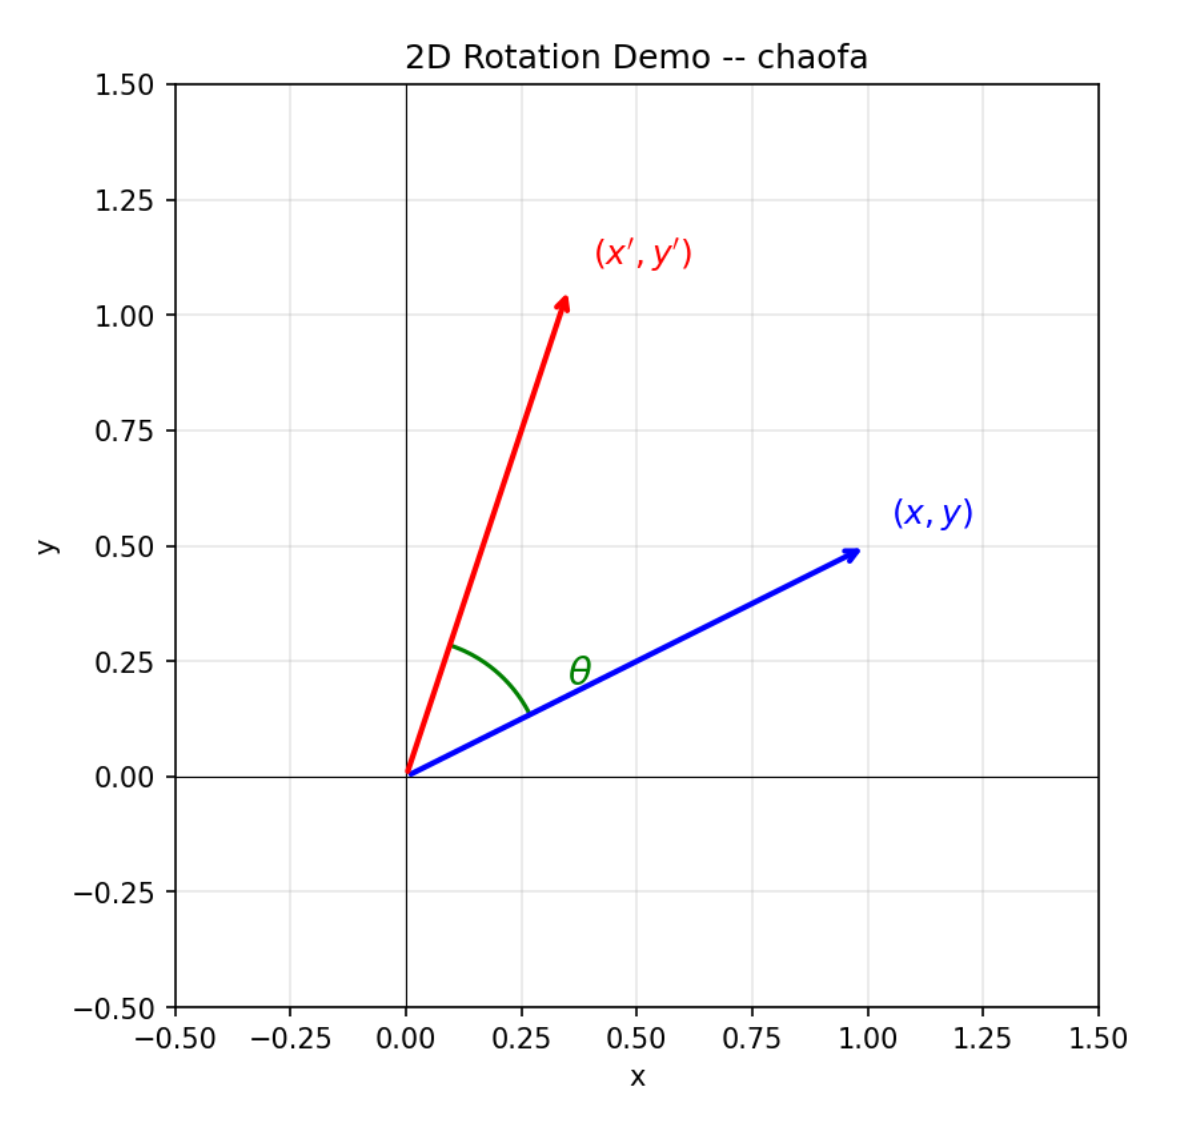 2D Rotation Demo -- chaofa
1.50
1.25
(x′, y′)
1.00
0.75
(x, y)
0.50
y
0.25
θ
0.00
−0.25
−0.50
−0.50 −0.25 0.00 0.25 0.50 0.75 1.00 1.25 1.50
x